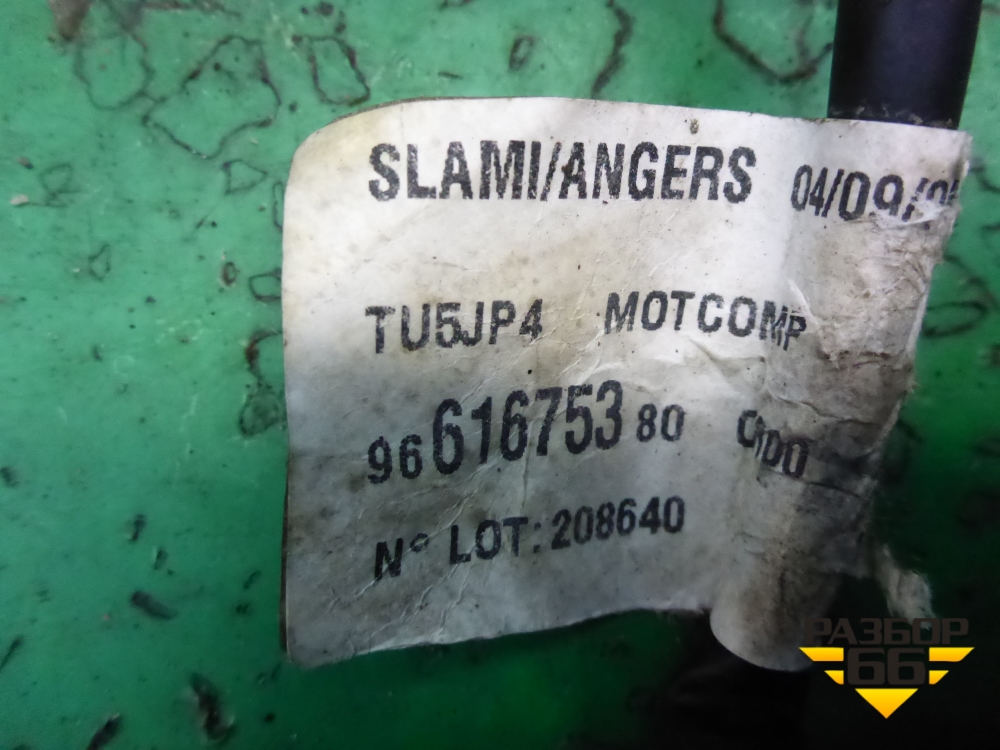 SLAMI/ANGERS 04/09/
TU5JP4 MOTCOMP
96 616753 80
N° LOT: 208640
РАЗБОР
66